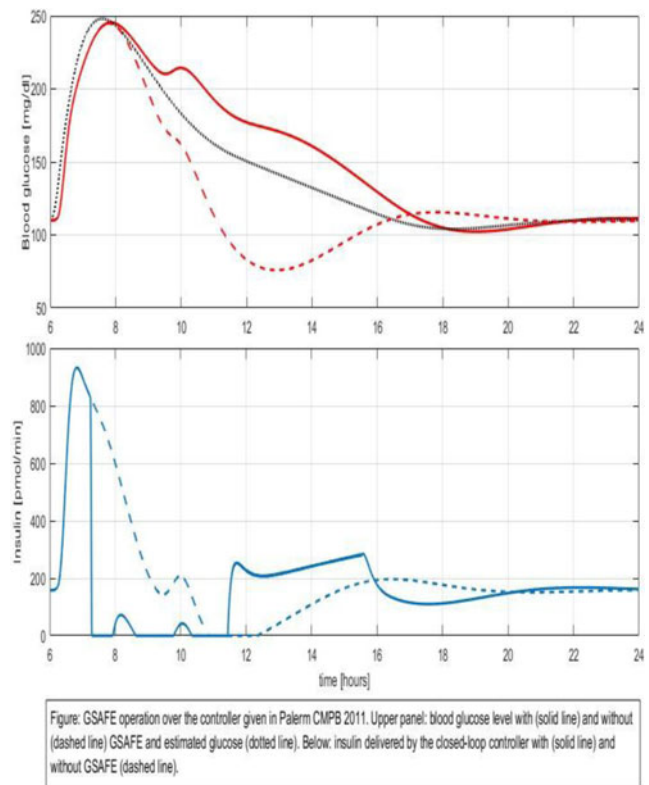 250
200
150
100
50
Blood glucose [mg/dl]
6 8 10 12 14 16 18 20 22 24
1000
800
600
400
200
0
Insulin [pmol/min]
6 8 10 12 14 16 18 20 22 24
time [hours]
Figure: GSAFE operation over the controller given in Palerm CMPB 2011. Upper panel: blood glucose level with (solid line) and without
(dashed line) GSAFE and estimated glucose (dotted line). Below: insulin delivered by the closed-loop controller with (solid line) and
without GSAFE (dashed line).